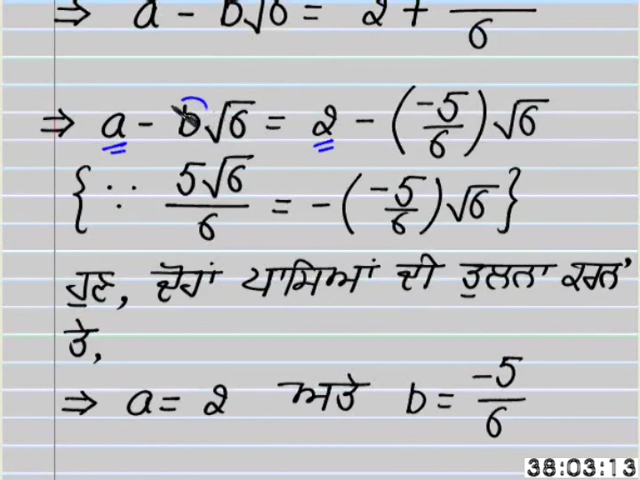 ⇒ a - b√6 = 2 + 6
⇒ a - b√6 = 2 - (-5/6)√6
{∵ 5√6/6 = -(-5/6)√6}
ਹੁਣ, ਦੋਹਾਂ ਪਾਸਿਆਂ ਦੀ ਤੁਲਨਾ ਕਰਨ
ਤੇ,
⇒ a = 2 ਅਤੇ b = -5/6
38:03:13